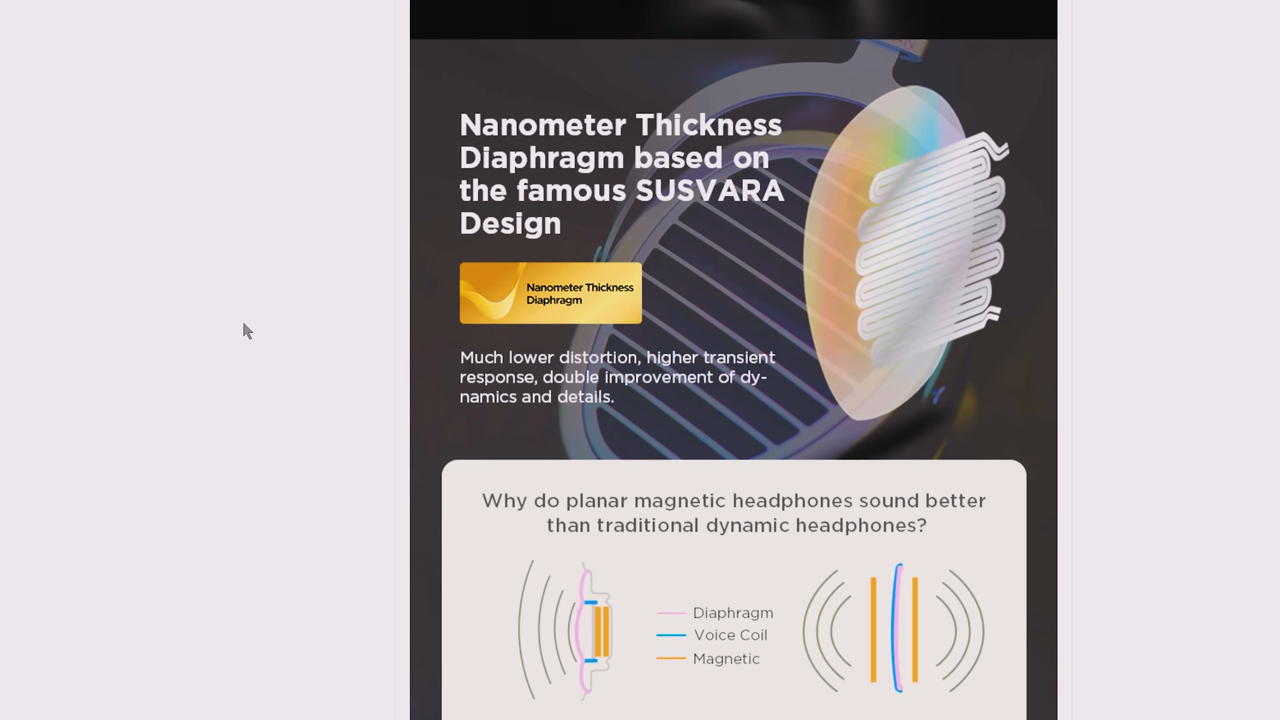 Nanometer Thickness
Diaphragm based on
the famous SUSVARA
Design
Nanometer Thickness
Diaphragm
Much lower distortion, higher transient
response, double improvement of dy-
namics and details.
Why do planar magnetic headphones sound better
than traditional dynamic headphones?
Diaphragm
Voice Coil
Magnetic